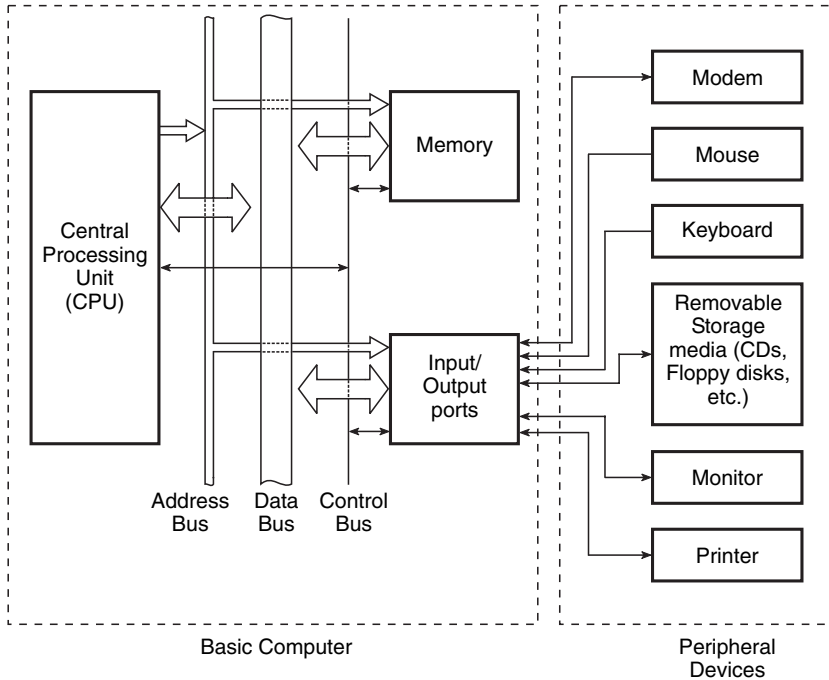 Central
Processing
Unit
(CPU)
Memory
Input/
Output
ports
Address
Bus
Data
Bus
Control
Bus
Basic Computer
Modem
Mouse
Keyboard
Removable
Storage
media (CDs,
Floppy disks,
etc.)
Monitor
Printer
Peripheral
Devices